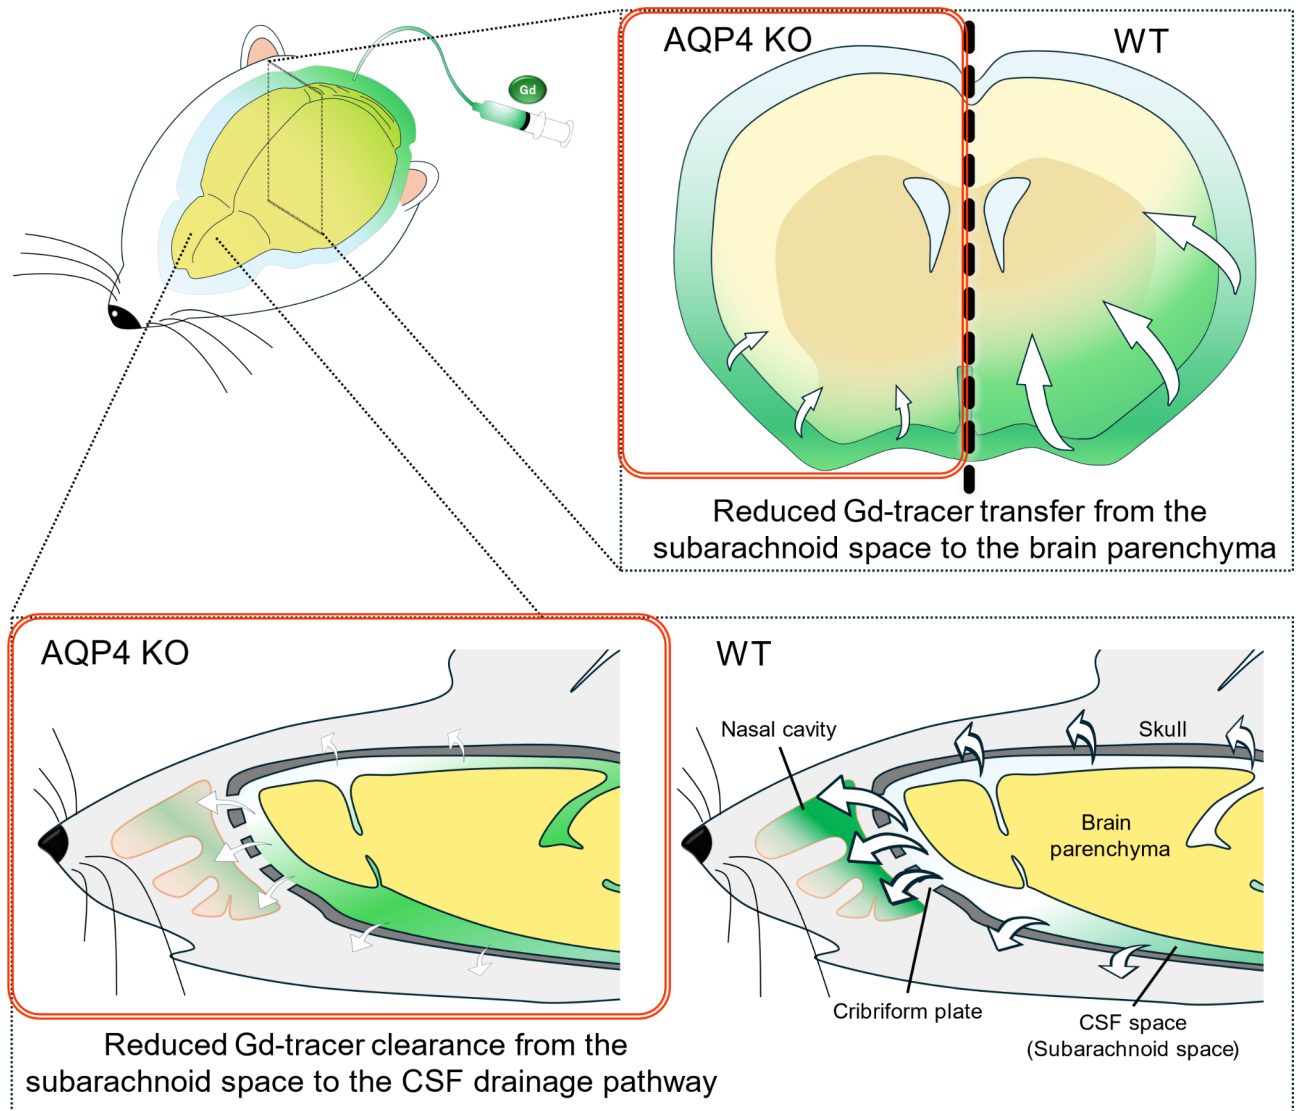 Gd
AQP4 KO
WT
Reduced Gd-tracer transfer from the
subarachnoid space to the brain parenchyma
AQP4 KO
WT
Nasal cavity
Skull
Brain
parenchyma
Cribriform plate
CSF space
(Subarachnoid space)
Reduced Gd-tracer clearance from the
subarachnoid space to the CSF drainage pathway